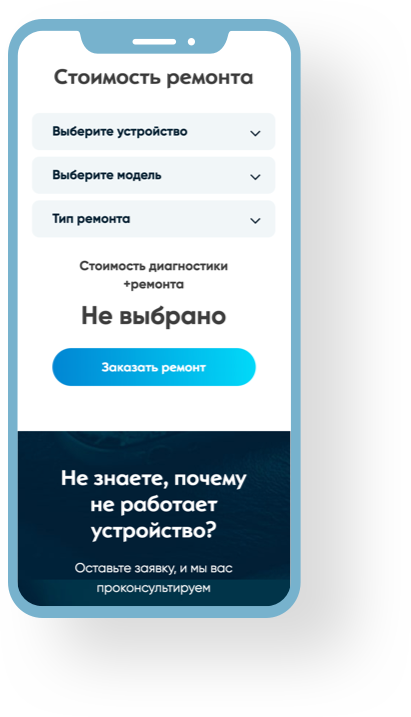 Стоимость ремонта
Выберите устройство
Выберите модель
Тип ремонта
Стоимость диагностики
+ремонта
Не выбрано
Заказать ремонт
Не знаете, почему
не работает
устройство?
Оставьте заявку, и мы вас
проконсультируем